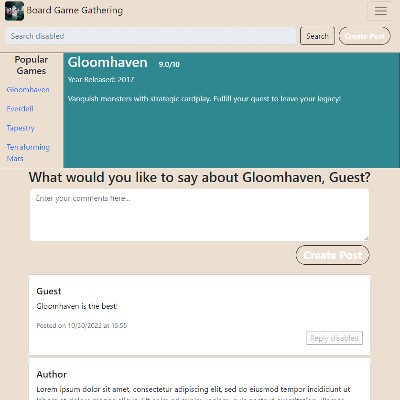 Board Game Gathering
Search disabled
Search
Create Post
Popular
Games
Gloomhaven
Everdell
Tapestry
Terraforming
Mars
Gloomhaven 9.0/10
Year Released: 2017
Vanquish monsters with strategic cardplay. Fulfill your quest to leave your legacy!
What would you like to say about Gloomhaven, Guest?
Enter your comments here...
Create Post
Guest
Gloomhaven is the best!
Posted on 10/30/2022 at 15:55
Reply disabled
Author
Lorem ipsum dolor sit amet, consectetur adipiscing elit, sed do eiusmod tempor incididunt ut